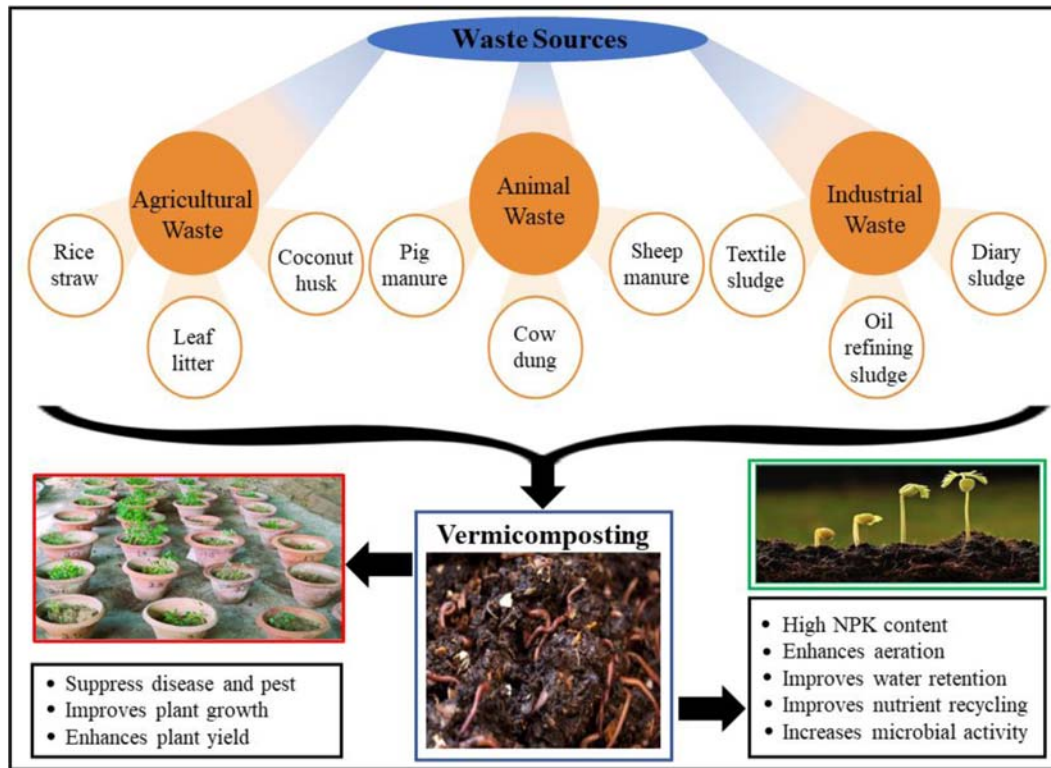 Waste Sources
Agricultural
Waste
Animal
Waste
Industrial
Waste
Rice
straw
Leaf
litter
Coconut
husk
Pig
manure
Cow
dung
Sheep
manure
Textile
sludge
Oil
refining
sludge
Diary
sludge
Vermicomposting
• Suppress disease and pest
• Improves plant growth
• Enhances plant yield
• High NPK content
• Enhances aeration
• Improves water retention
• Improves nutrient recycling
• Increases microbial activity